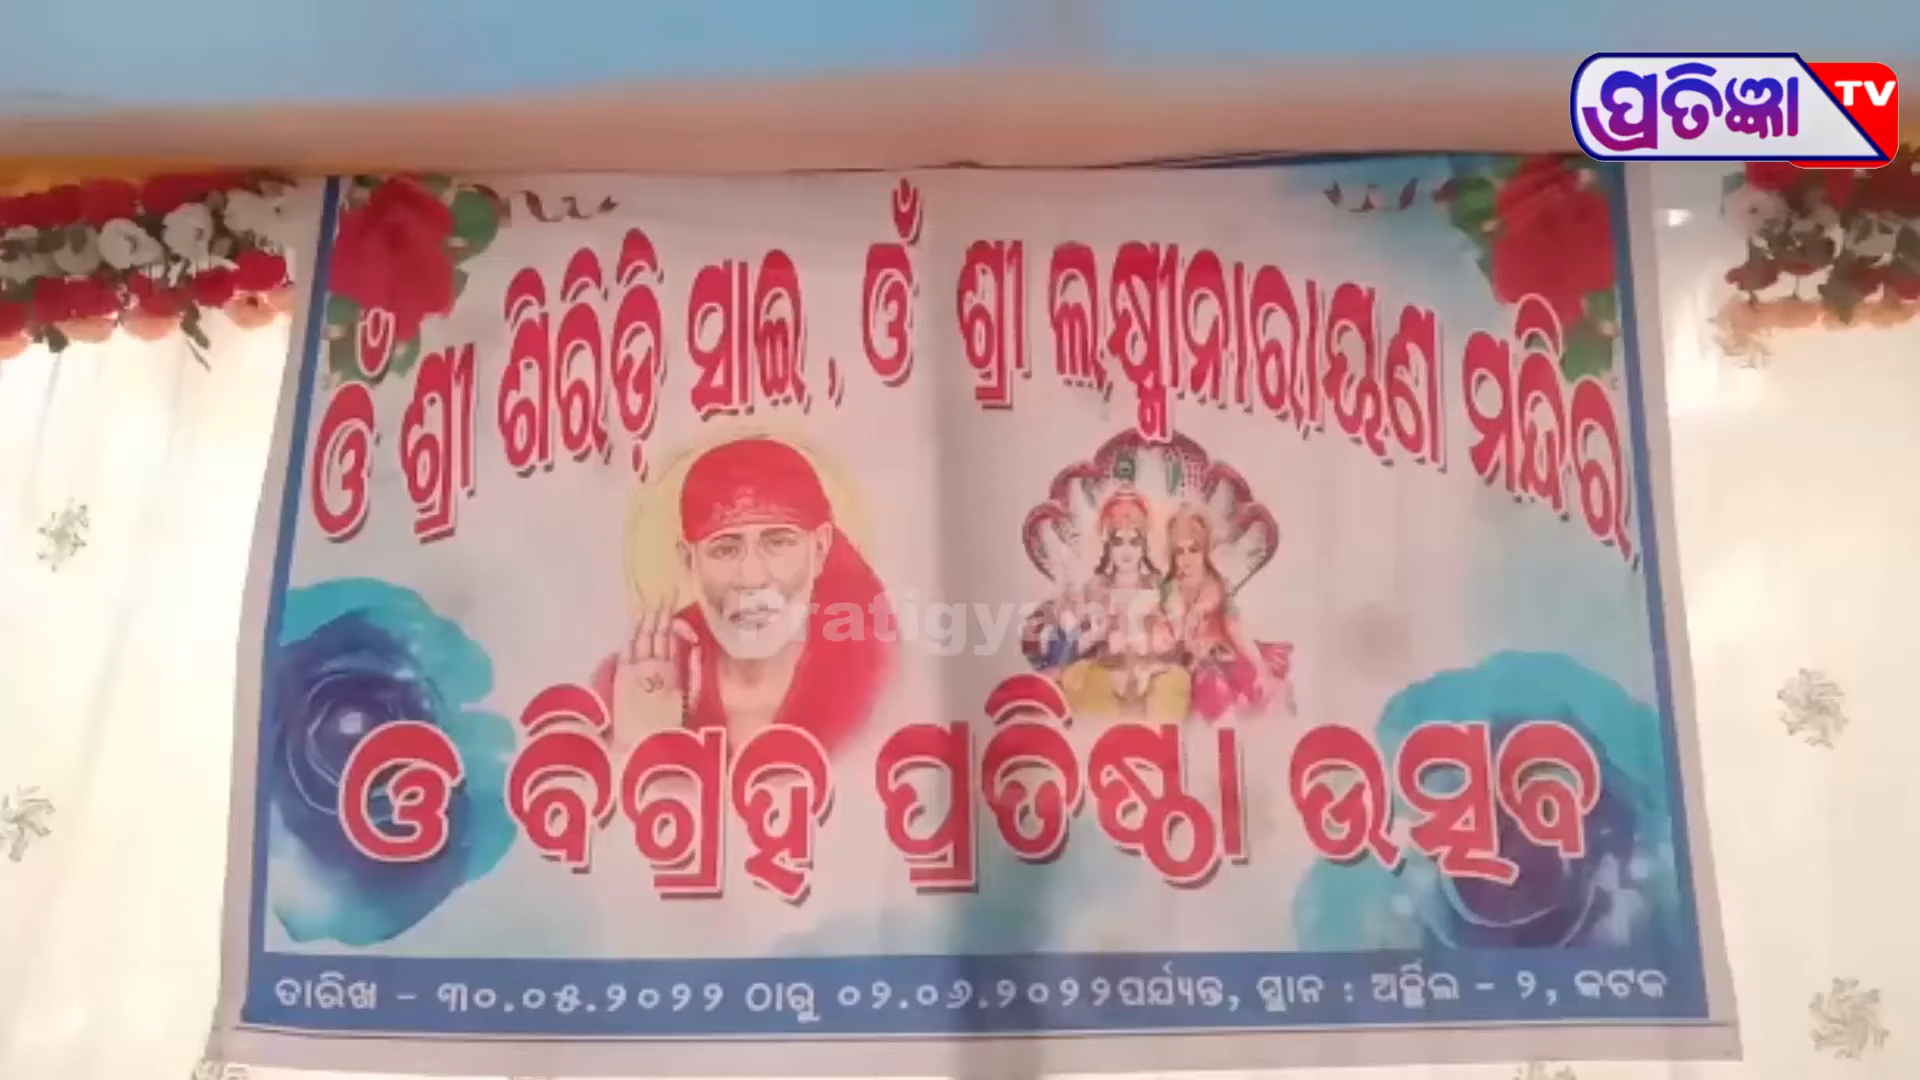 ପ୍ରତିଜ୍ଞା TV
ଓଁ ଶ୍ରୀ ଶିରିଡ଼ି ସାଇ, ଓଁ ଶ୍ରୀ ଲକ୍ଷ୍ମୀନାରାୟଣ ମନ୍ଦିର
PratigyanTv
ଓ ବିଗ୍ରହ ପ୍ରତିଷ୍ଠା ଉତ୍ସବ
ତାରିଖ - ୩୦.୦୫.୨୦୨୨ ଠାରୁ ୦୨.୦୬.୨୦୨୨ପର୍ଯ୍ୟନ୍ତ, ସ୍ଥାନ : ଅର୍ଚ୍ଛିଲ - ୨, କଟକ